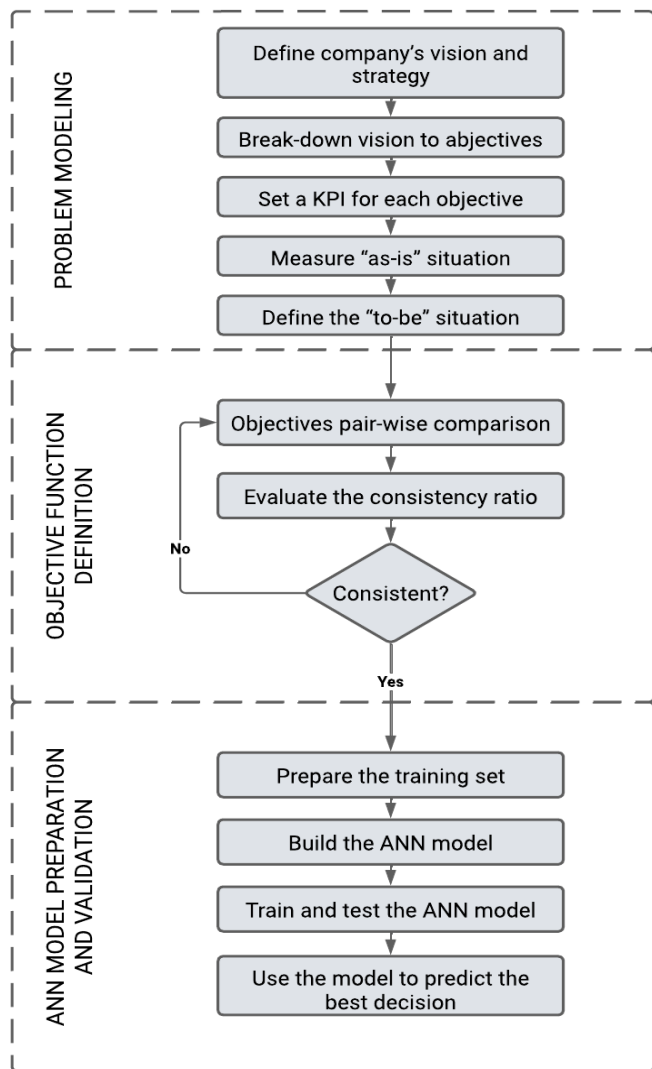 PROBLEM MODELING
Define company's vision and
strategy
Break-down vision to abjectives
Set a KPI for each objective
Measure “as-is” situation
Define the “to-be” situation
OBJECTIVE FUNCTION
DEFINITION
Objectives pair-wise comparison
Evaluate the consistency ratio
No
Consistent?
Yes
ANN MODEL PREPARATION
AND VALIDATION
Prepare the training set
Build the ANN model
Train and test the ANN model
Use the model to predict the
best decision